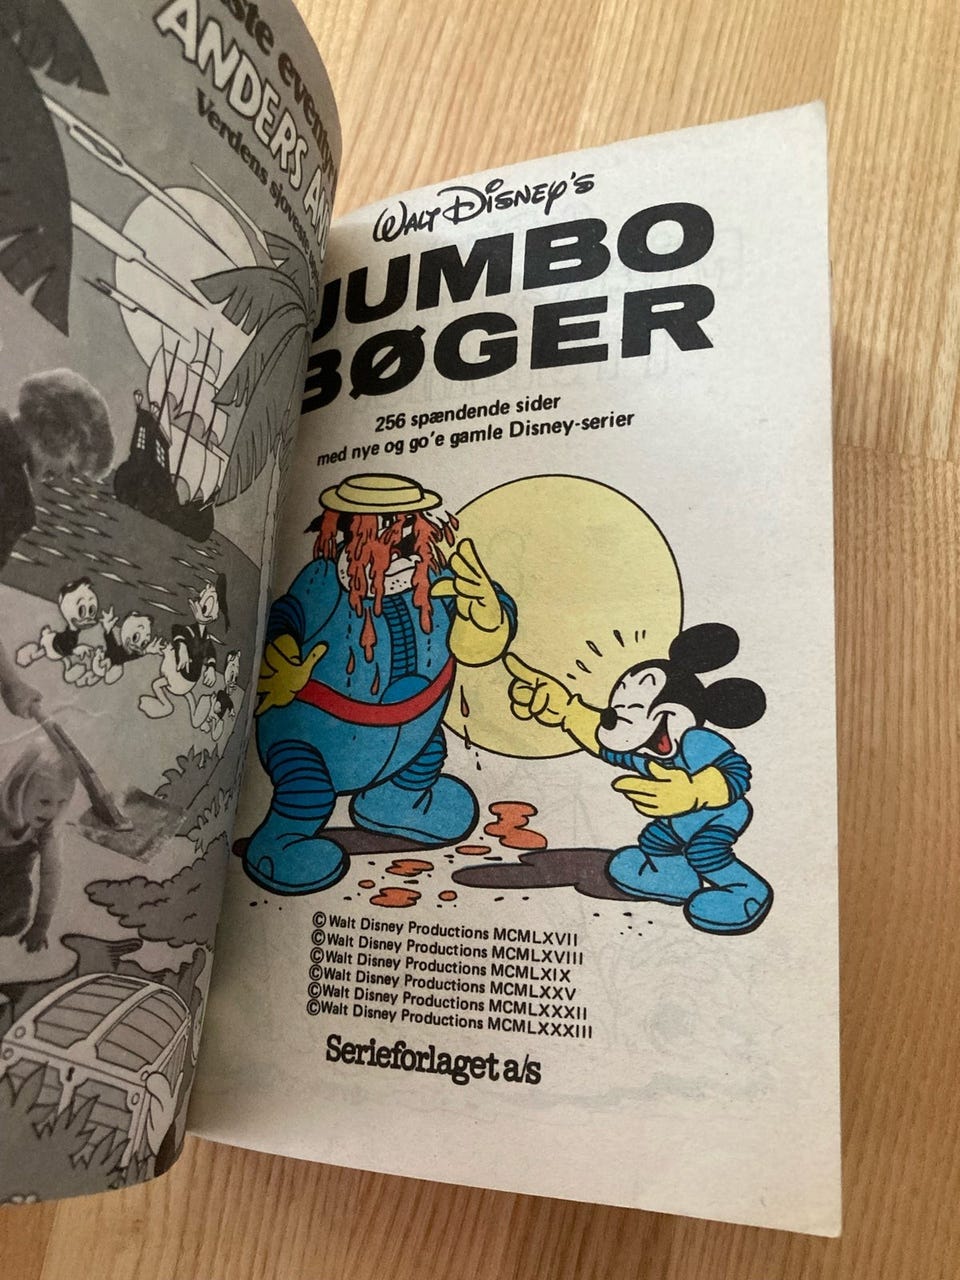 ANDERS
Verdens sjoveste
Walt Disney's
JUMBO
BØGER
256 spændende sider
med nye og go'e gamle Disney-serier
©Walt Disney Productions MCMLXVII
©Walt Disney Productions MCMLXVIII
©Walt Disney Productions MCMLXIX
©Walt Disney Productions MCMLXXV
©Walt Disney Productions MCMLXXXII
©Walt Disney Productions MCMLXXXIII
Serieforlaget a/s